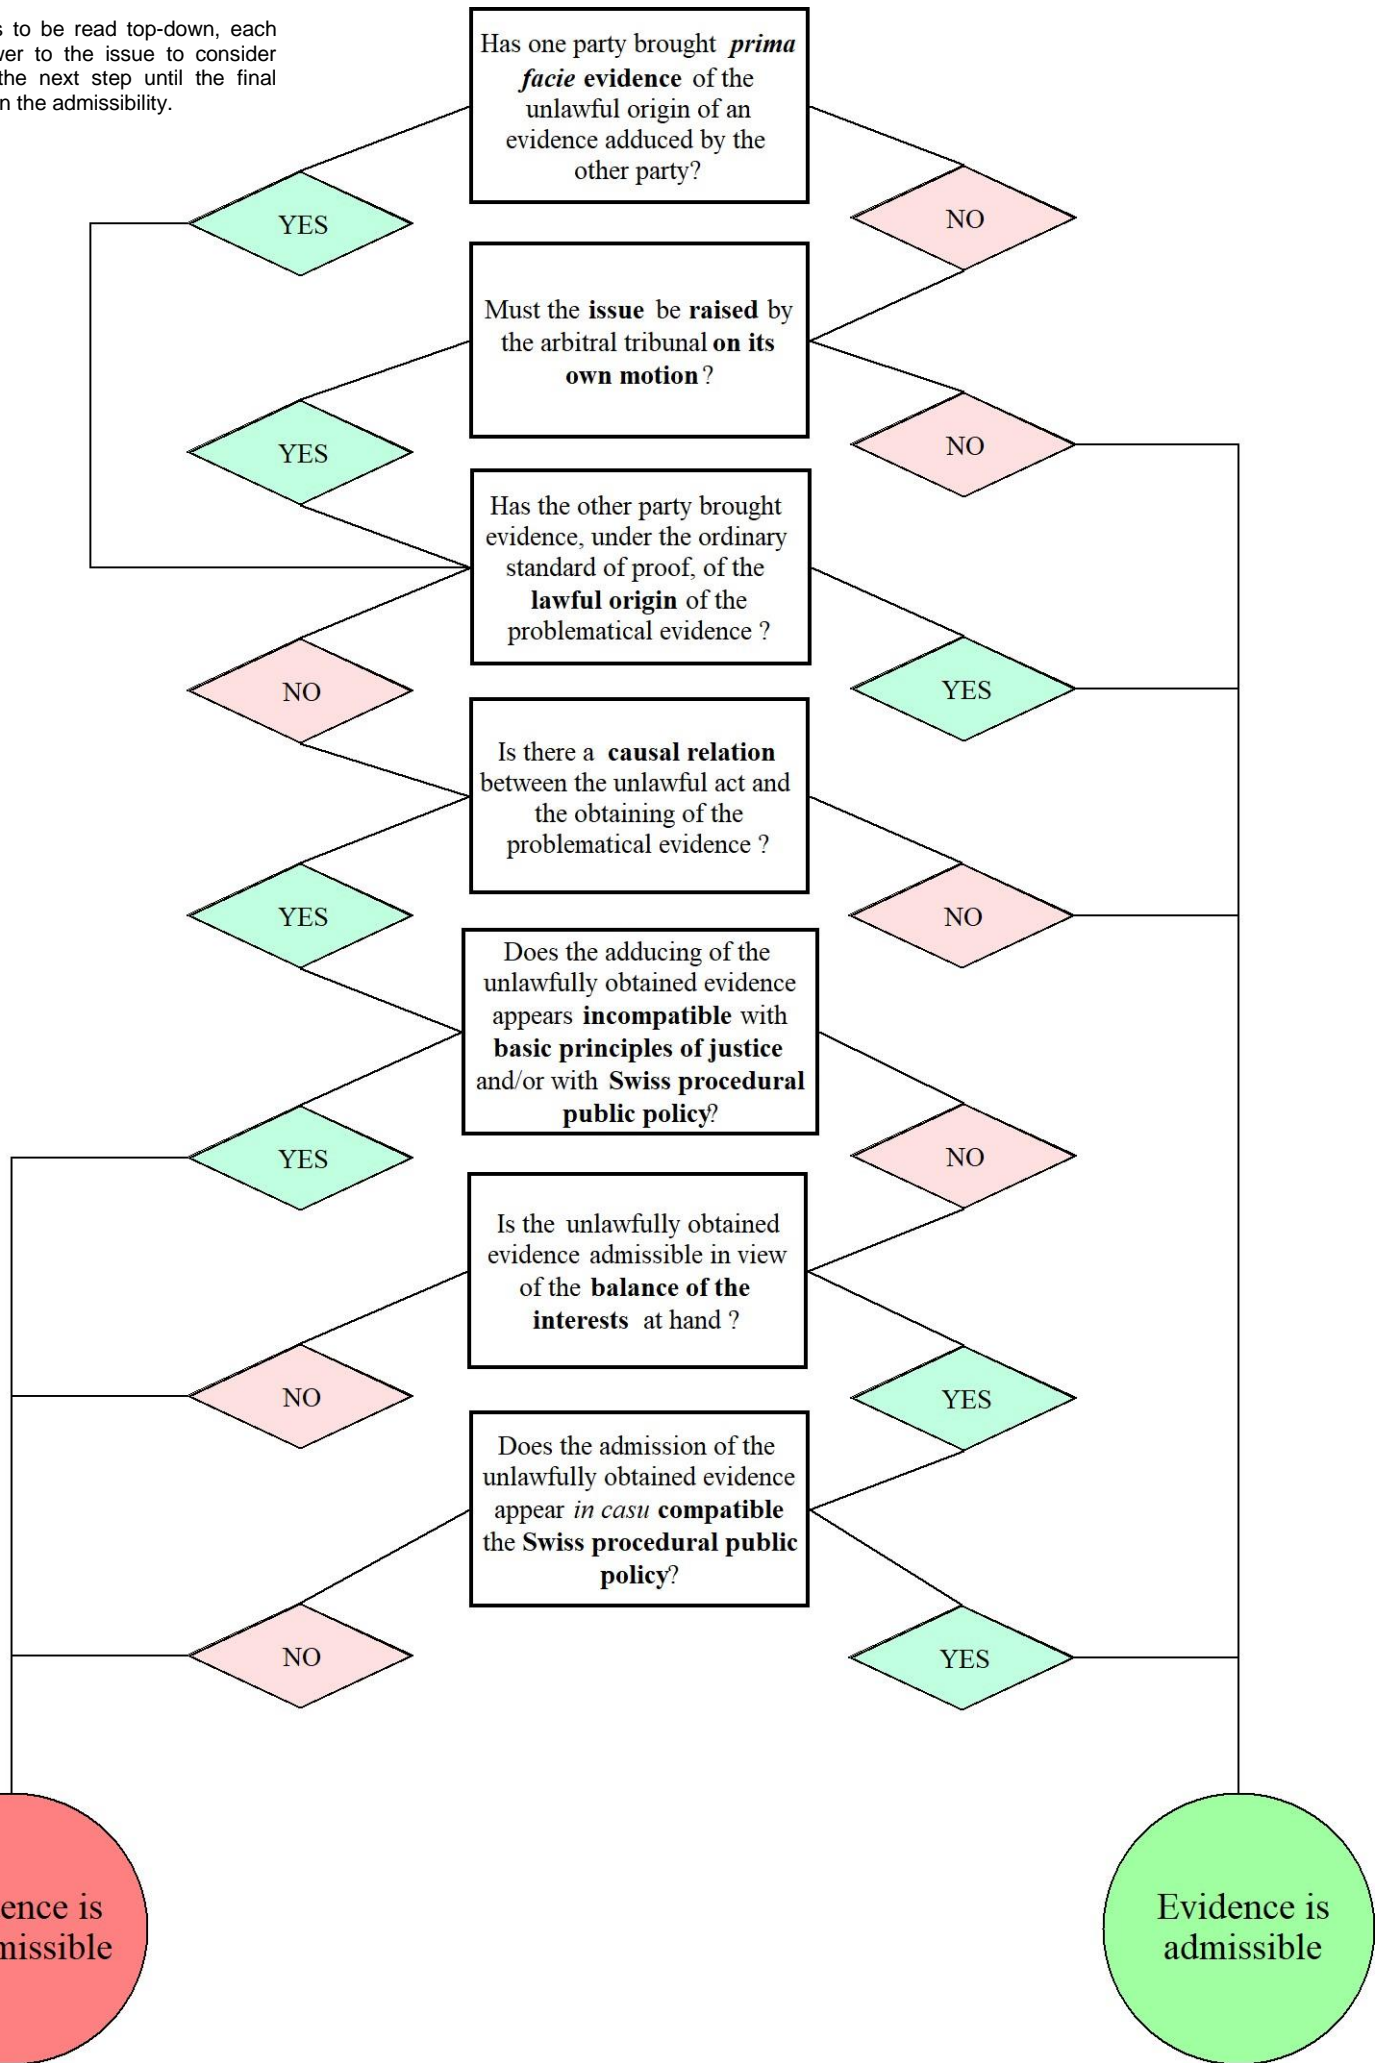 to be read top-down, each
to the issue to consider
the next step until the final
the admissibility.
Has one party brought prima
facie evidence of the
unlawful origin of an
evidence adduced by the
other party?
YES
NO
Must the issue be raised by
the arbitral tribunal on its
own motion ?
YES
NO
Has the other party brought
evidence, under the ordinary
standard of proof, of the
lawful origin of the
problematical evidence ?
NO
YES
Is there a causal relation
between the unlawful act and
the obtaining of the
problematical evidence ?
YES
NO
Does the adducing of the
unlawfully obtained evidence
appears incompatible with
basic principles of justice
and/or with Swiss procedural
public policy?
YES
NO
Is the unlawfully obtained
evidence admissible in view
of the balance of the
interests at hand ?
NO
YES
Does the admission of the
unlawfully obtained evidence
appear in casu compatible
the Swiss procedural public
policy?
NO
YES
is
Evidence is
admissible